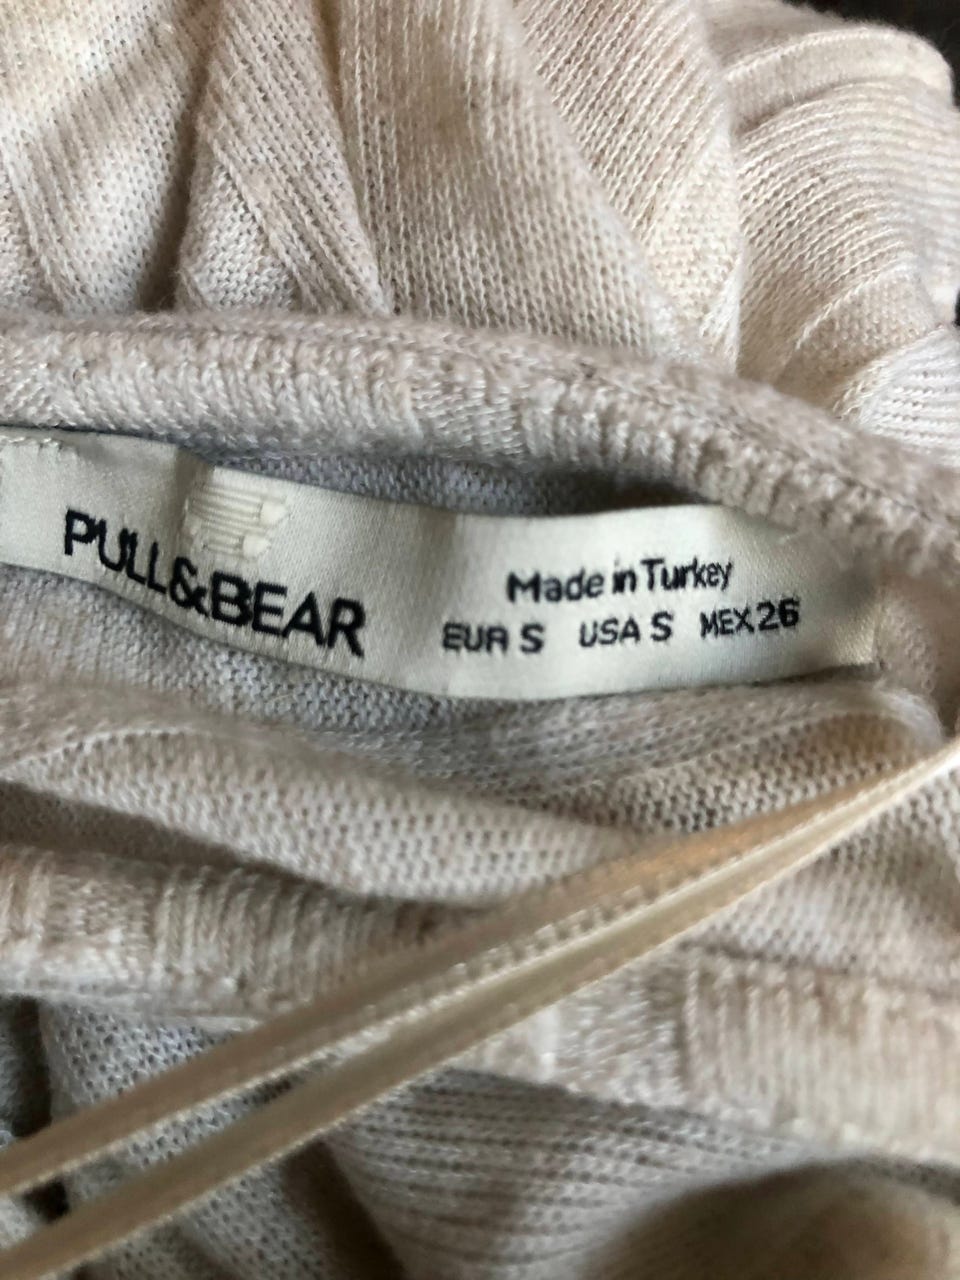 PULL&BEAR
Made in Turkey
EUR S USA S MEX 26